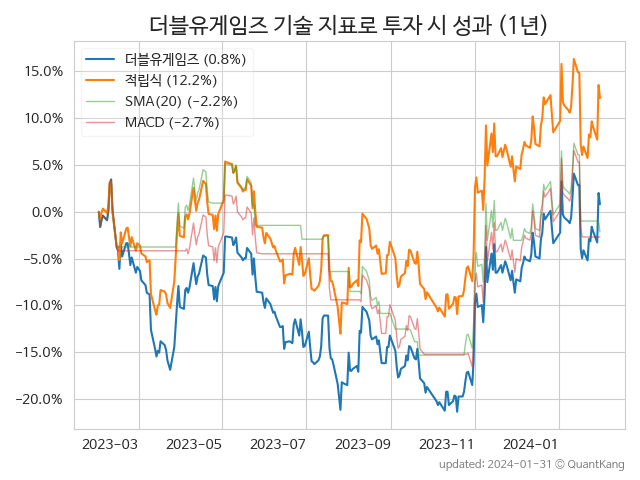 더블유게임즈 기술 지표로 투자 시 성과 (1년)
더블유게임즈 (0.8%)
적립식 (12.2%)
SMA(20) (−2.2%)
MACD (−2.7%)
15.0%
10.0%
5.0%
0.0%
−5.0%
−10.0%
−15.0%
−20.0%
2023-03 2023-05 2023-07 2023-09 2023-11 2024-01
updated: 2024-01-31 © QuantKang